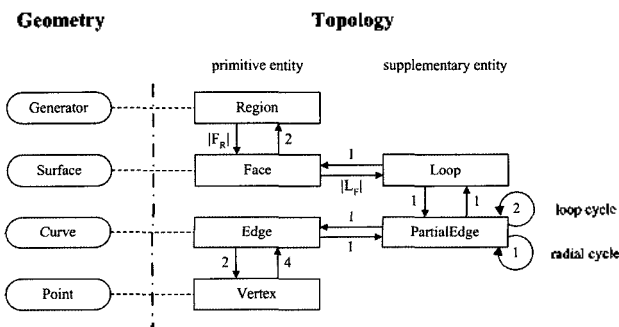 Geometry Topology
primitive entity supplementary entity
Generator Region
|F_R| 2
1
Surface Face Loop
|L_F|
1 1
2 loop cycle
1
Curve Edge PartialEdge
1
1 radial cycle
2 4
Point Vertex